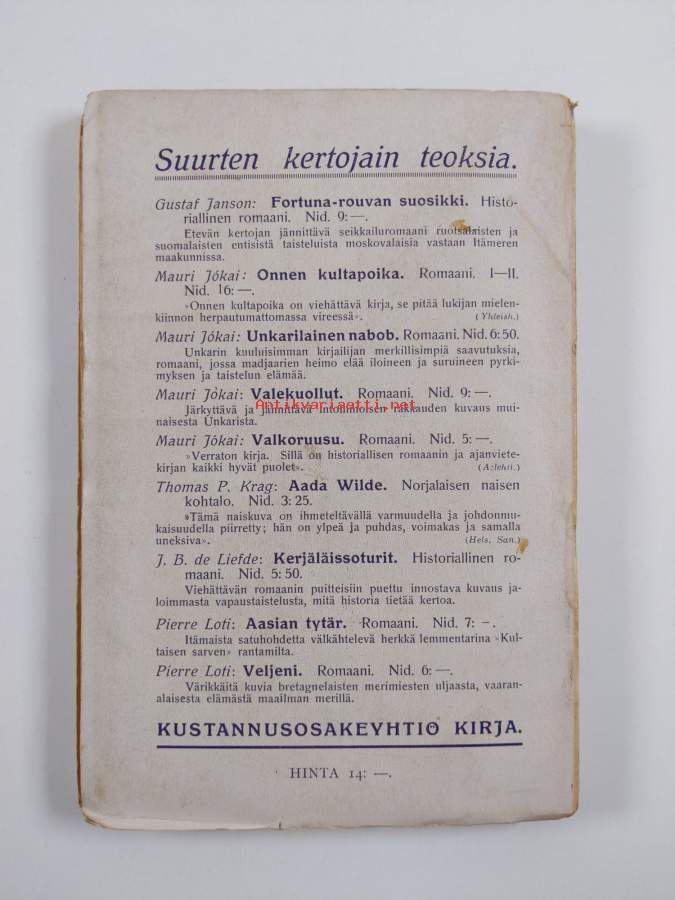 Suurten kertojain teoksia.
Gustaf Janson: Fortuna-rouvan suosikki. Histo-
riallinen romaani. Nid. 9: —.
Etevän kertojan jännittävä seikkailuromaani ruotsalaisten ja
suomalaisten entisistä taisteluista moskovalaisia vastaan Itämeren
maakunnissa.
Mauri Jókai: Onnen kultapoika. Romaani. I—II.
Nid. 16: —.
»Onnen kultapoika on viehättävä kirja, se pitää lukijan mielen-
kiinnon herpautumattomassa vireessä». (Yhteish.)
Mauri Jókai: Unkarilainen nabob. Romaani. Nid. 6: 50.
Unkarin kuuluisimman kirjailijan merkillisimpiä saavutuksia,
romaani, jossa madjaarien heimo elää iloineen ja suruineen pyrki-
myksen ja taistelun elämää.
Mauri Jókai: Valekuollut. Romaani. Nid. 9: —.
Järkyttävä ja jännittävä intohimoisen rakkauden kuvaus mui-
Antikvariaatti.net
naisesta Unkarista.
Mauri Jókai: Valkoruusu. Romaani. Nid. 5: —.
»Verraton kirja. Sillä on historiallisen romaanin ja ajanviete-
kirjan kaikki hyvät puolet». (A:lehti.)
Thomas P. Krag: Aada Wilde. Norjalaisen naisen
kohtalo. Nid. 3: 25.
»Tämä naiskuva on ihmeteltävällä varmuudella ja johdonmu-
kaisuudella piirretty; hän on ylpeä ja puhdas, voimakas ja samalla
uneksiva». (Hels. San.)
J. B. de Liefde: Kerjäläissoturit. Historiallinen ro-
maani. Nid. 5: 50.
Viehättävän romaanin puitteisiin puettu innostava kuvaus ja-
loimmasta vapaustaistelusta, mitä historia tietää kertoa.
Pierre Loti: Aasian tytär. Romaani. Nid. 7: –.
Itämaista satuhohdetta välkähtelevä herkkä lemmentarina »Kul-
taisen sarven» rantamilta.
Pierre Loti: Veljeni. Romaani. Nid. 6: —.
Värikkäitä kuvia bretagnelaisten merimiesten uljaasta, vaaran-
alaisesta elämästä maailman merillä.
KUSTANNUSOSAKEYHTIÖ KIRJA.
HINTA 14: —.